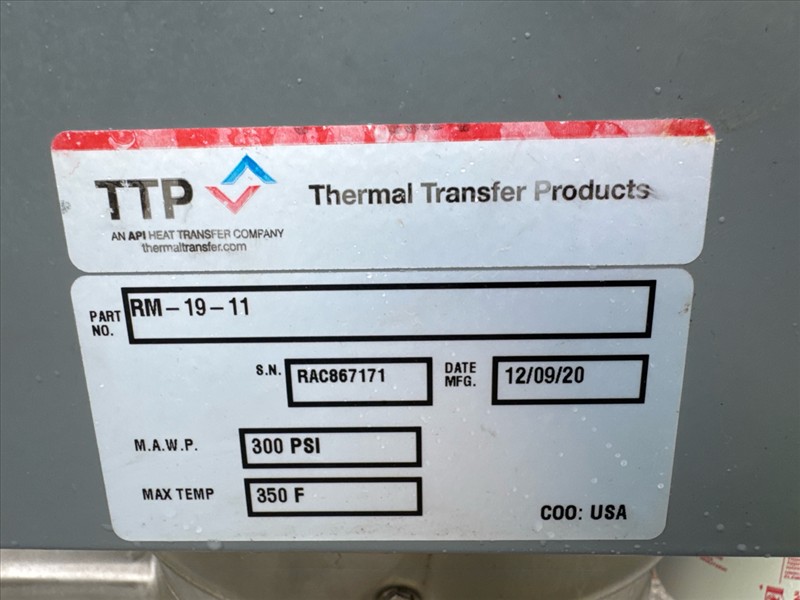 TTP
Thermal Transfer Products
AN API HEAT TRANSFER COMPANY
thermaltransfer.com
PART NO. RM-19-11
S.N. RAC867171 DATE MFG. 12/09/20
M.A.W.P. 300 PSI
MAX TEMP 350 F
COO: USA